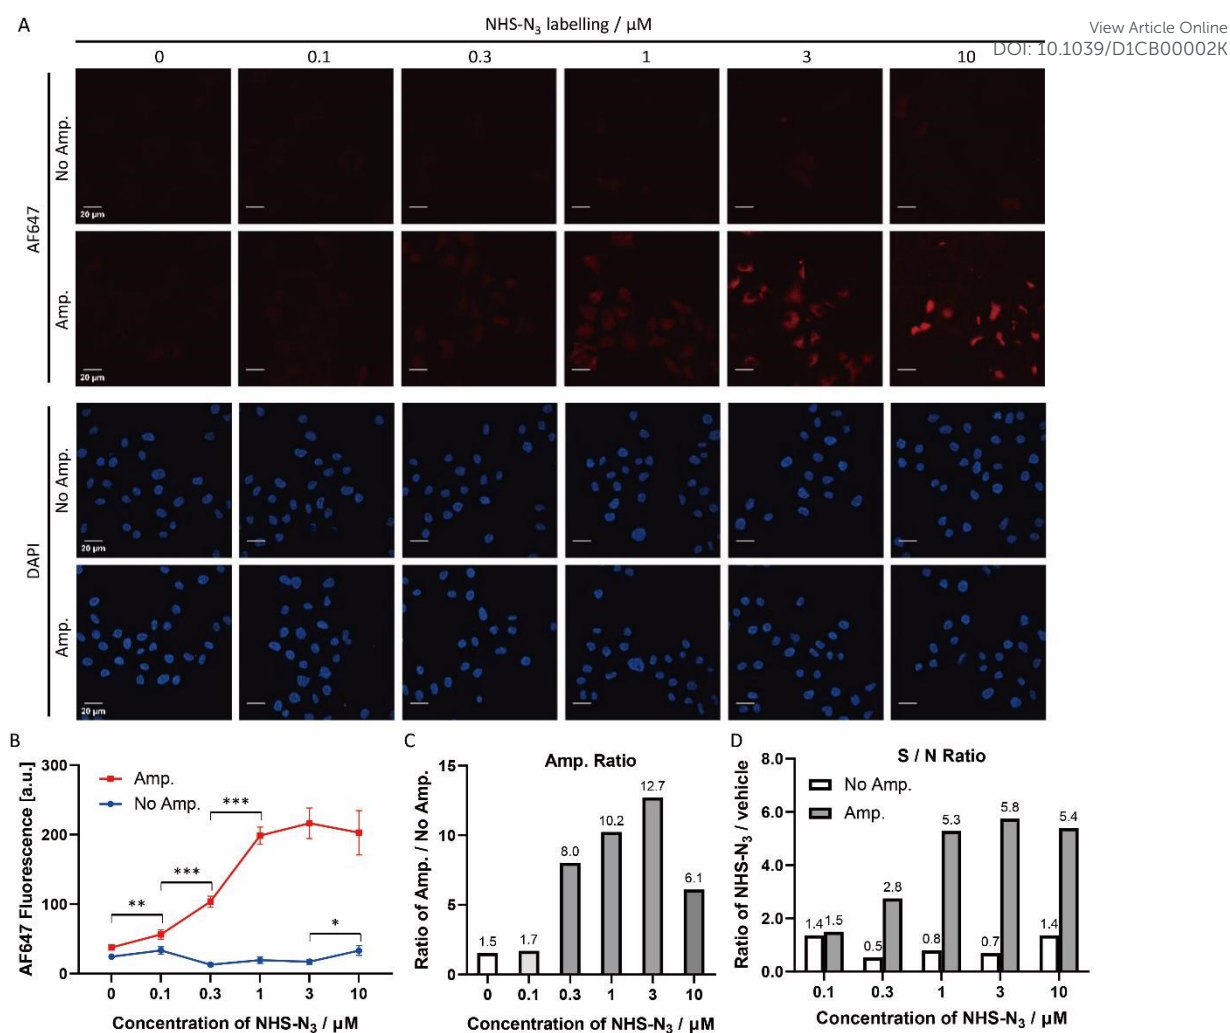 A
NHS-N₃ labelling / µM
View Article Online
DOI: 10.1039/D1CB00002K
0 0.1 0.3 1 3 10
AF647
No Amp.
20 µm
Amp.
20 µm
DAPI
No Amp.
20 µm
Amp.
20 µm
B
AF647 Fluorescence [a.u.]
300
200
100
0
Amp.
No Amp.
** *** *** *
0 0.1 0.3 1 3 10
Concentration of NHS-N₃ / µM
C
Amp. Ratio
Ratio of Amp. / No Amp.
15
10
5
0
1.5 1.7 8.0 10.2 12.7 6.1
0 0.1 0.3 1 3 10
Concentration of NHS-N₃ / µM
D
S / N Ratio
Ratio of NHS-N₃ / vehicle
8.0
6.0
4.0
2.0
0.0
No Amp.
Amp.
1.4 1.5 0.5 2.8 0.8 5.3 0.7 5.8 1.4 5.4
0.1 0.3 1 3 10
Concentration of NHS-N₃ / µM